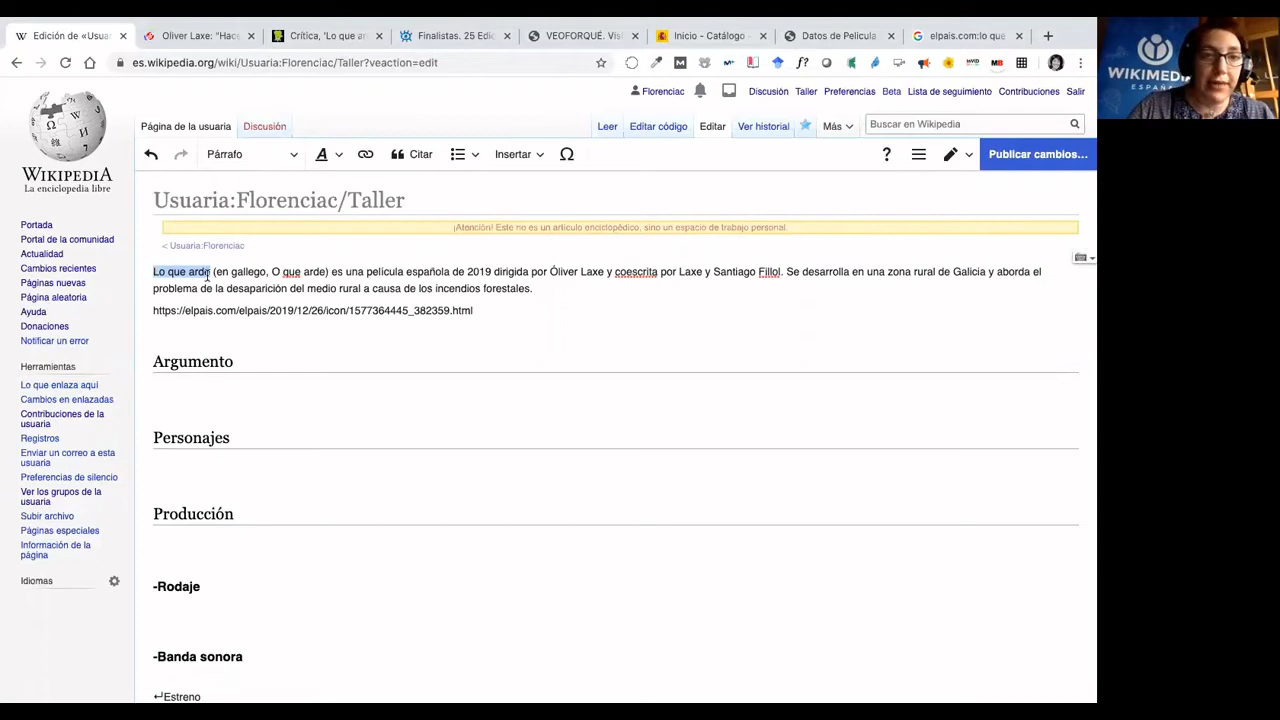 Edición de «Usua
Oliver Laxe: "Hace
Crítica, 'Lo que ar
Finalistas. 25 Edic
VEOFORQUÉ. Visi
Inicio - Catálogo
Datos de Película
elpais.com:lo que
es.wikipedia.org/wiki/Usuaria:Florenciac/Taller?veaction=edit
WIKIMEDIA
ESPAÑA
Florenciac
Discusión
Taller
Preferencias
Beta
Lista de seguimiento
Contribuciones
Salir
WIKIPEDIA
La enciclopedia libre
Página de la usuaria
Discusión
Leer
Editar código
Editar
Ver historial
Más
Buscar en Wikipedia
Párrafo
A
Citar
Insertar
Ω
?
Publicar cambios...
Portada
Portal de la comunidad
Actualidad
Cambios recientes
Páginas nuevas
Página aleatoria
Ayuda
Donaciones
Notificar un error
Herramientas
Lo que enlaza aquí
Cambios en enlazadas
Contribuciones de la
usuaria
Registros
Enviar un correo a esta
usuaria
Preferencias de silencio
Ver los grupos de la
usuaria
Subir archivo
Páginas especiales
Información de la
página
Idiomas
Usuaria:Florenciac/Taller
¡Atención! Este no es un artículo enciclopédico, sino un espacio de trabajo personal.
< Usuaria:Florenciac
Lo que arde (en gallego, O que arde) es una película española de 2019 dirigida por Óliver Laxe y coescrita por Laxe y Santiago Fillol. Se desarrolla en una zona rural de Galicia y aborda el
problema de la desaparición del medio rural a causa de los incendios forestales.
https://elpais.com/elpais/2019/12/26/icon/1577364445_382359.html
Argumento
Personajes
Producción
-Rodaje
-Banda sonora
↵Estreno